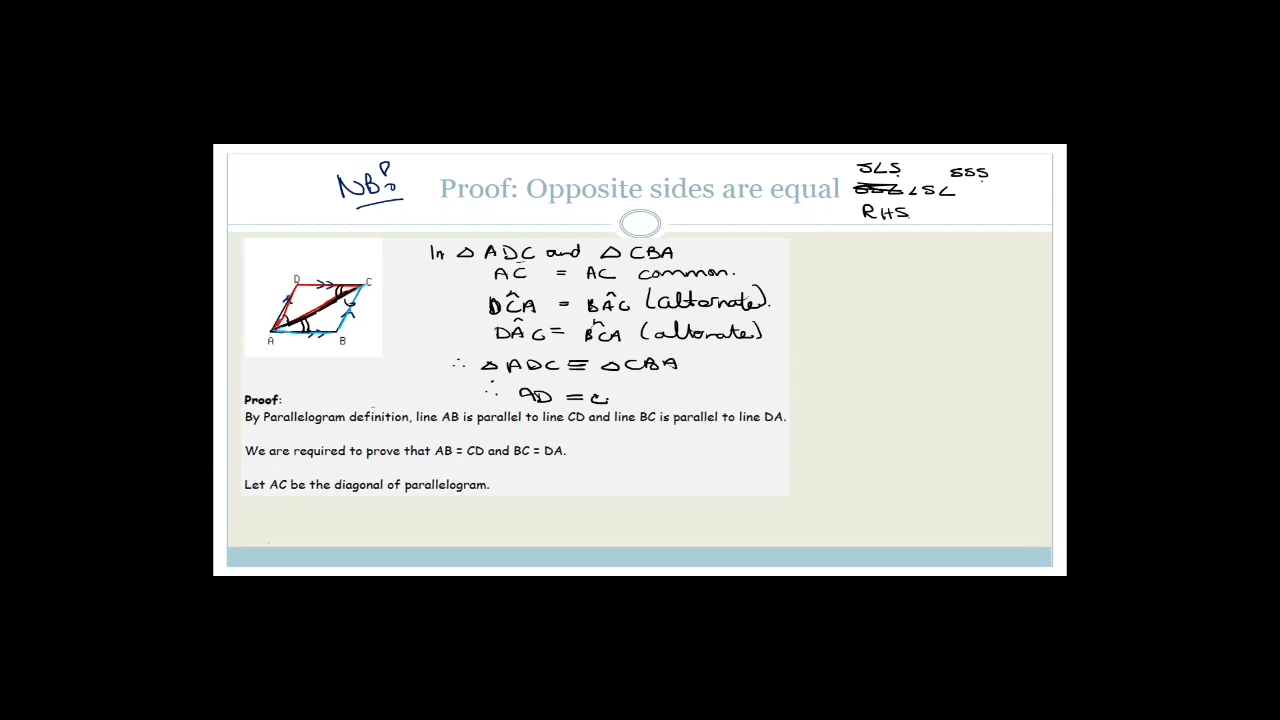 NB!
Proof: Opposite sides are equal
S∠S
SSS
∠S∠
RHS
In △ ADC and △ CBA
AC = AC common.
DĈA = BÂC (alternate).
DÂC = BĈA (alternate)
∴ △ADC ≡ △CBA
∴ AD = C
D C
A B
Proof:
By Parallelogram definition, line AB is parallel to line CD and line BC is parallel to line DA.
We are required to prove that AB = CD and BC = DA.
Let AC be the diagonal of parallelogram.